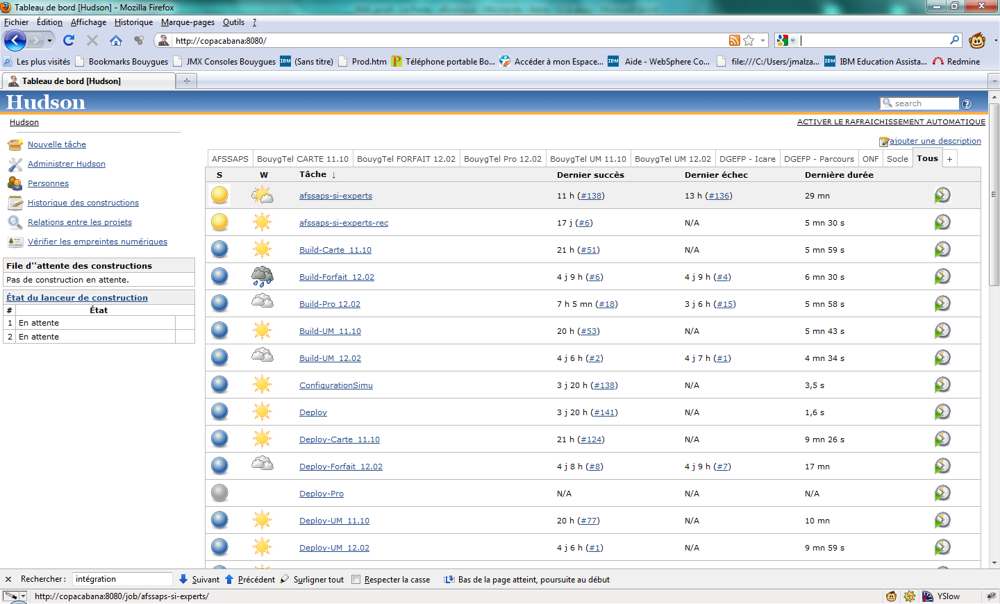 Tableau de bord [Hudson] - Mozilla Firefox
Fichier Édition Affichage Historique Marque-pages Outils ?
http://copacabana:8080/
Les plus visités Bookmarks Bouygues JMX Consoles Bouygues (Sans titre) Prod.htm Téléphone portable Bo... Accéder à mon Espace... Aide - WebSphere Co... file:///C:/Users/jmalza... IBM Education Assista... Redmine
Tableau de bord [Hudson]
Hudson
search
Hudson
ACTIVER LE RAFRAICHISSEMENT AUTOMATIQUE
ajouter une description
Nouvelle tâche
Administrer Hudson
Personnes
Historique des constructions
Relations entre les projets
Vérifier les empreintes numériques
File d''attente des constructions
Pas de construction en attente.
État du lanceur de construction
# État
1 En attente
2 En attente
AFSSAPS BouygTel CARTE 11.10 BouygTel FORFAIT 12.02 BouygTel Pro 12.02 BouygTel UM 11.10 BouygTel UM 12.02 DGEFP - Icare DGEFP - Parcours ONF Socle Tous +
S W Tâche ↓ Dernier succès Dernier échec Dernière durée
afssaps-si-experts 11 h (#138) 13 h (#136) 29 mn
afssaps-si-experts-rec 17 j (#6) N/A 5 mn 30 s
Build-Carte_11.10 21 h (#51) N/A 5 mn 59 s
Build-Forfait_12.02 4 j 9 h (#6) 4 j 9 h (#4) 6 mn 30 s
Build-Pro 12.02 7 h 5 mn (#18) 3 j 6 h (#15) 5 mn 58 s
Build-UM_11.10 20 h (#53) N/A 5 mn 43 s
Build-UM_12.02 4 j 6 h (#2) 4 j 7 h (#1) 4 mn 34 s
ConfigurationSimu 3 j 20 h (#138) N/A 3,5 s
Deploy 3 j 20 h (#141) N/A 1,6 s
Deploy-Carte_11.10 21 h (#124) N/A 9 mn 26 s
Deploy-Forfait_12.02 4 j 8 h (#8) 4 j 9 h (#7) 17 mn
Deploy-Pro N/A N/A N/A
Deploy-UM_11.10 20 h (#77) N/A 10 mn
Deploy-UM_12.02 4 j 6 h (#1) N/A 9 mn 59 s
Rechercher : intégration Suivant Précédent Surligner tout Respecter la casse Bas de la page atteint, poursuite au début
http://copacabana:8080/job/afssaps-si-experts/ YSlow